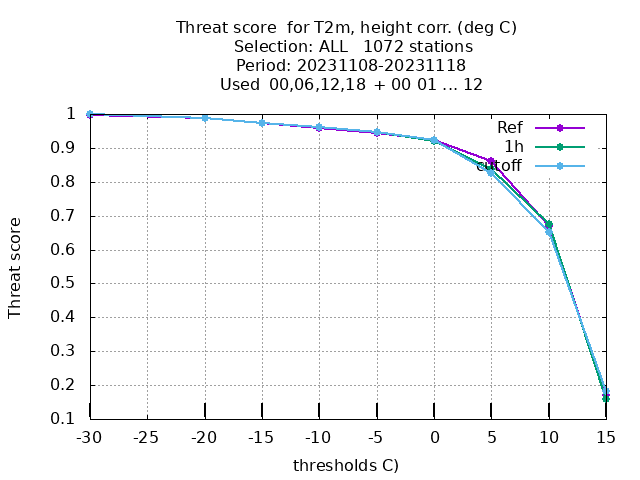 Threat score  for T2m, height corr. (deg C)
Selection: ALL   1072 stations
Period: 20231108-20231118
Used  00,06,12,18  + 00 01 ... 12
Ref
1h
cutoff
1
0.9
0.8
0.7
0.6
0.5
0.4
0.3
0.2
0.1
Threat score
-30 -25 -20 -15 -10 -5 0 5 10 15
thresholds C)